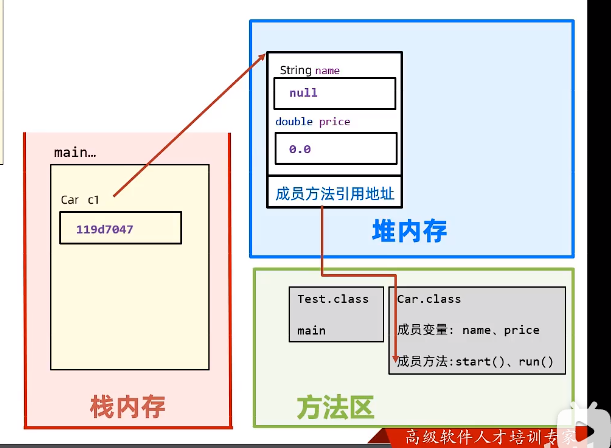 main…
Car c1
119d7047
栈内存
String name
null
double price
0.0
成员方法引用地址
堆内存
Test.class
main
Car.class
成员变量: name、price
成员方法:start()、run()
方法区
高级软件人才培训专家